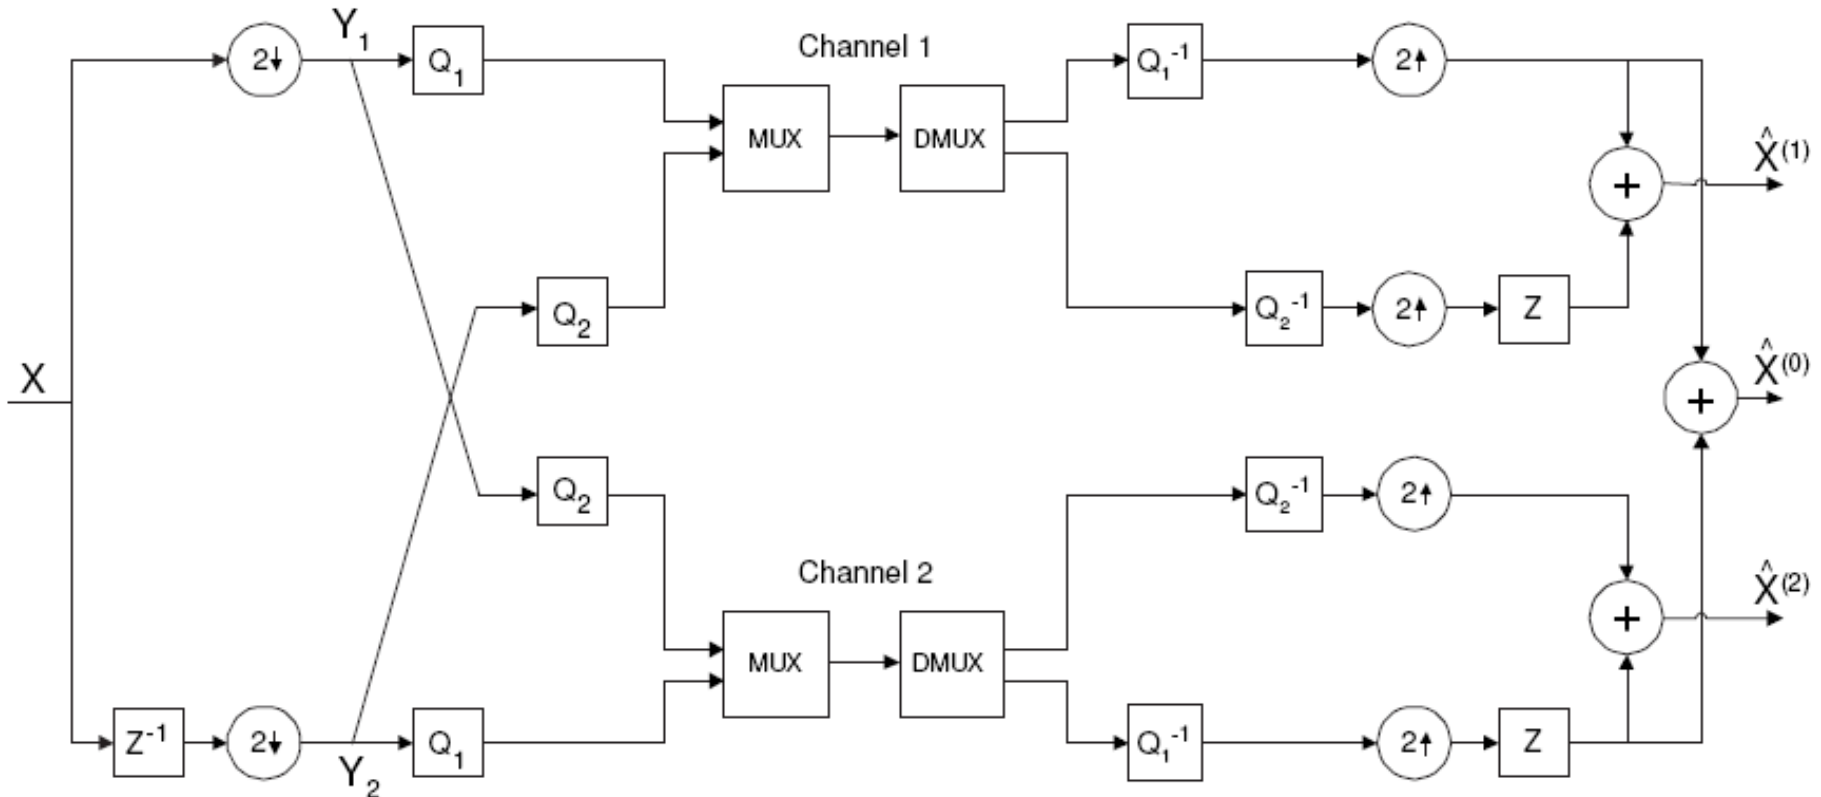 Y₁
2↓
Q₁
Channel 1
MUX
DMUX
Q₁⁻¹
2↑
+
X̂⁽¹⁾
Q₂
Q₂⁻¹
2↑
Z
X
+
X̂⁽⁰⁾
Q₂
Q₂⁻¹
2↑
Channel 2
MUX
DMUX
+
X̂⁽²⁾
Z⁻¹
2↓
Y₂
Q₁
Q₁⁻¹
2↑
Z